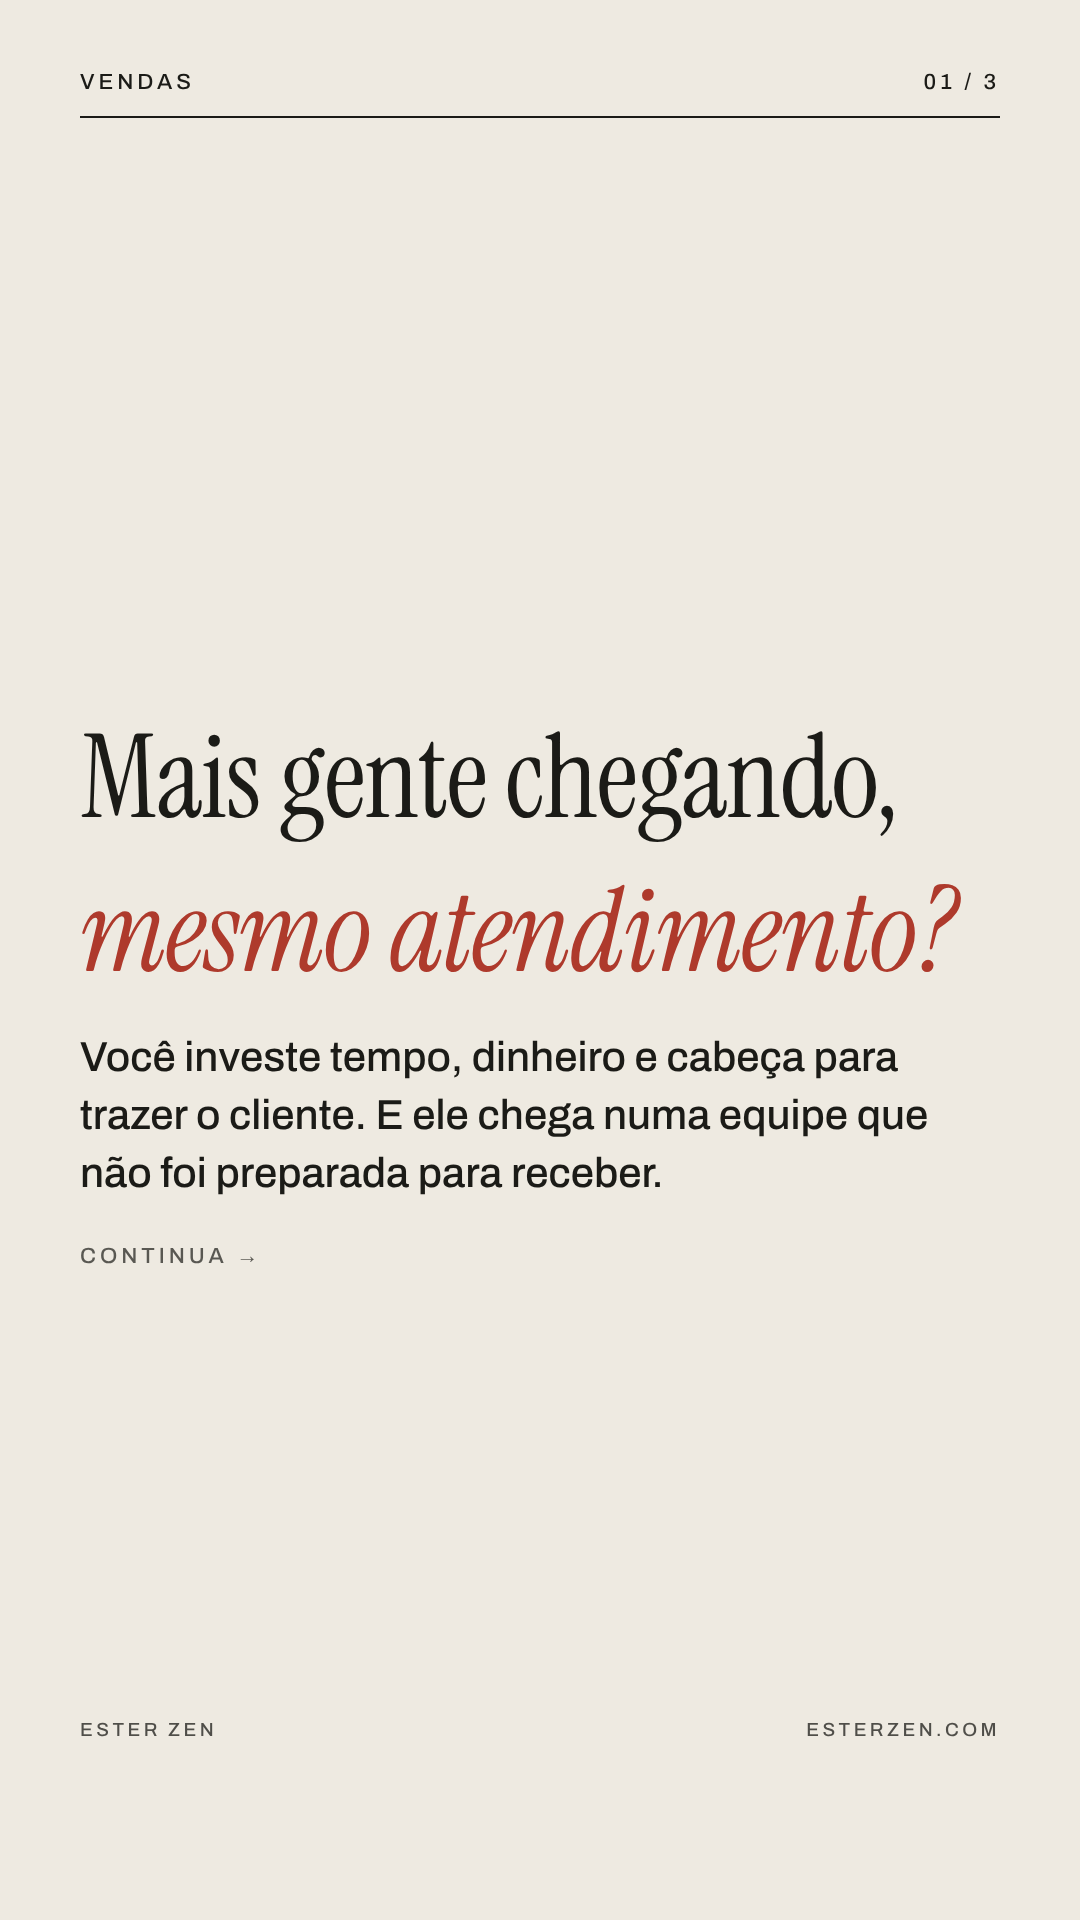 VENDAS
01 / 3
Mais gente chegando,
mesmo atendimento?
Você investe tempo, dinheiro e cabeça para
trazer o cliente. E ele chega numa equipe que
não foi preparada para receber.
CONTINUA →
ESTER ZEN
ESTERZEN.COM